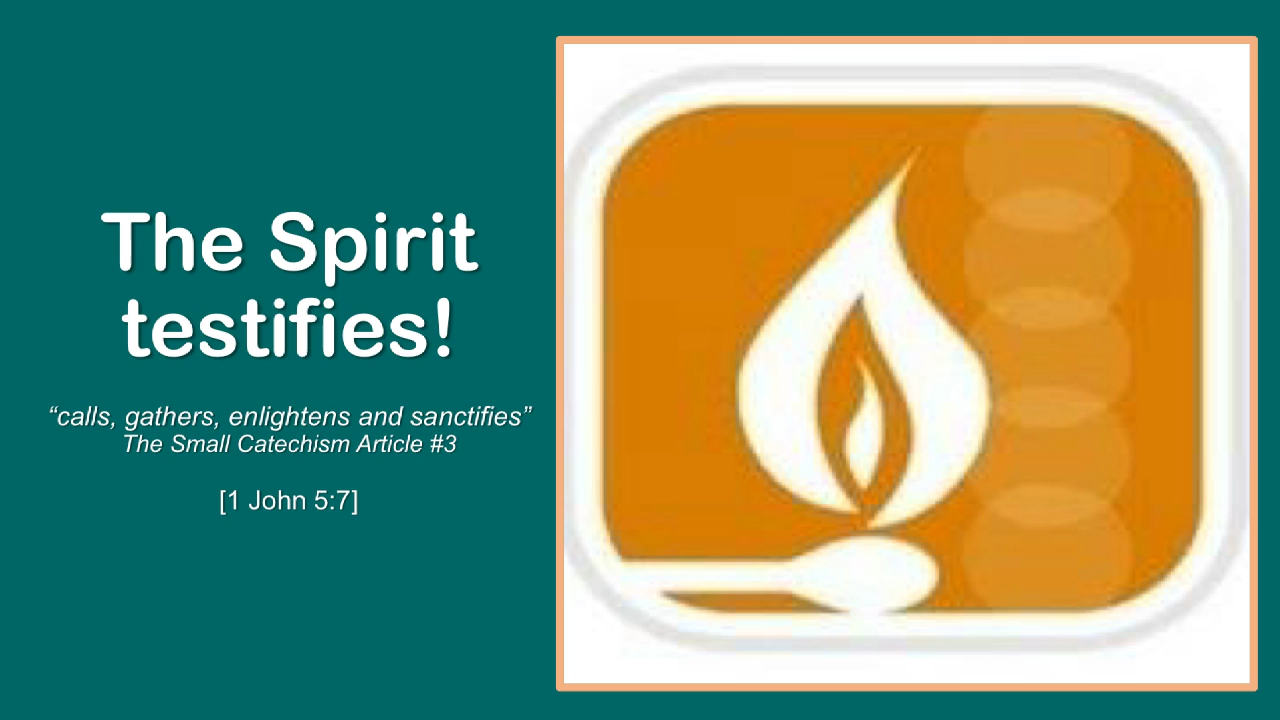 The Spirit
testifies!
“calls, gathers, enlightens and sanctifies”
The Small Catechism Article #3
[1 John 5:7]